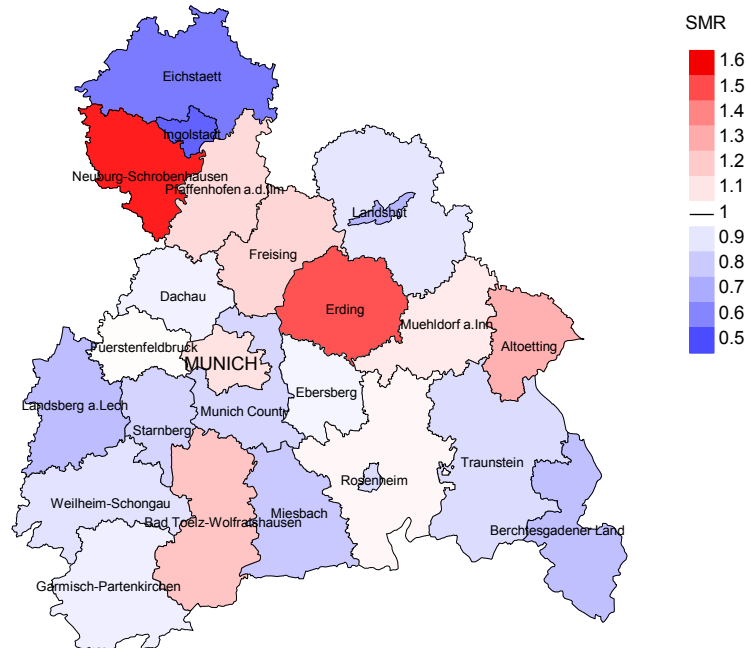 SMR
1.6
1.5
1.4
1.3
1.2
1.1
1
0.9
0.8
0.7
0.6
0.5
Eichstaett
Ingolstadt
Neuburg-Schrobenhausen
Pfaffenhofen a.d.Ilm
Landshut
Freising
Dachau
Erding
Muehldorf a.Inn
Altoetting
Fuerstenfeldbruck
MUNICH
Ebersberg
Landsberg a.Lech
Munich County
Starnberg
Traunstein
Rosenheim
Weilheim-Schongau
Miesbach
Bad Toelz-Wolfratshausen
Berchtesgadener Land
Garmisch-Partenkirchen